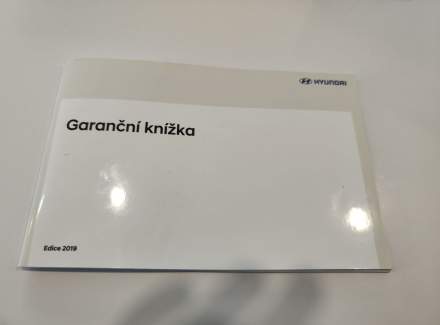 HYUNDAI
Garanční knížka
Edice 2019